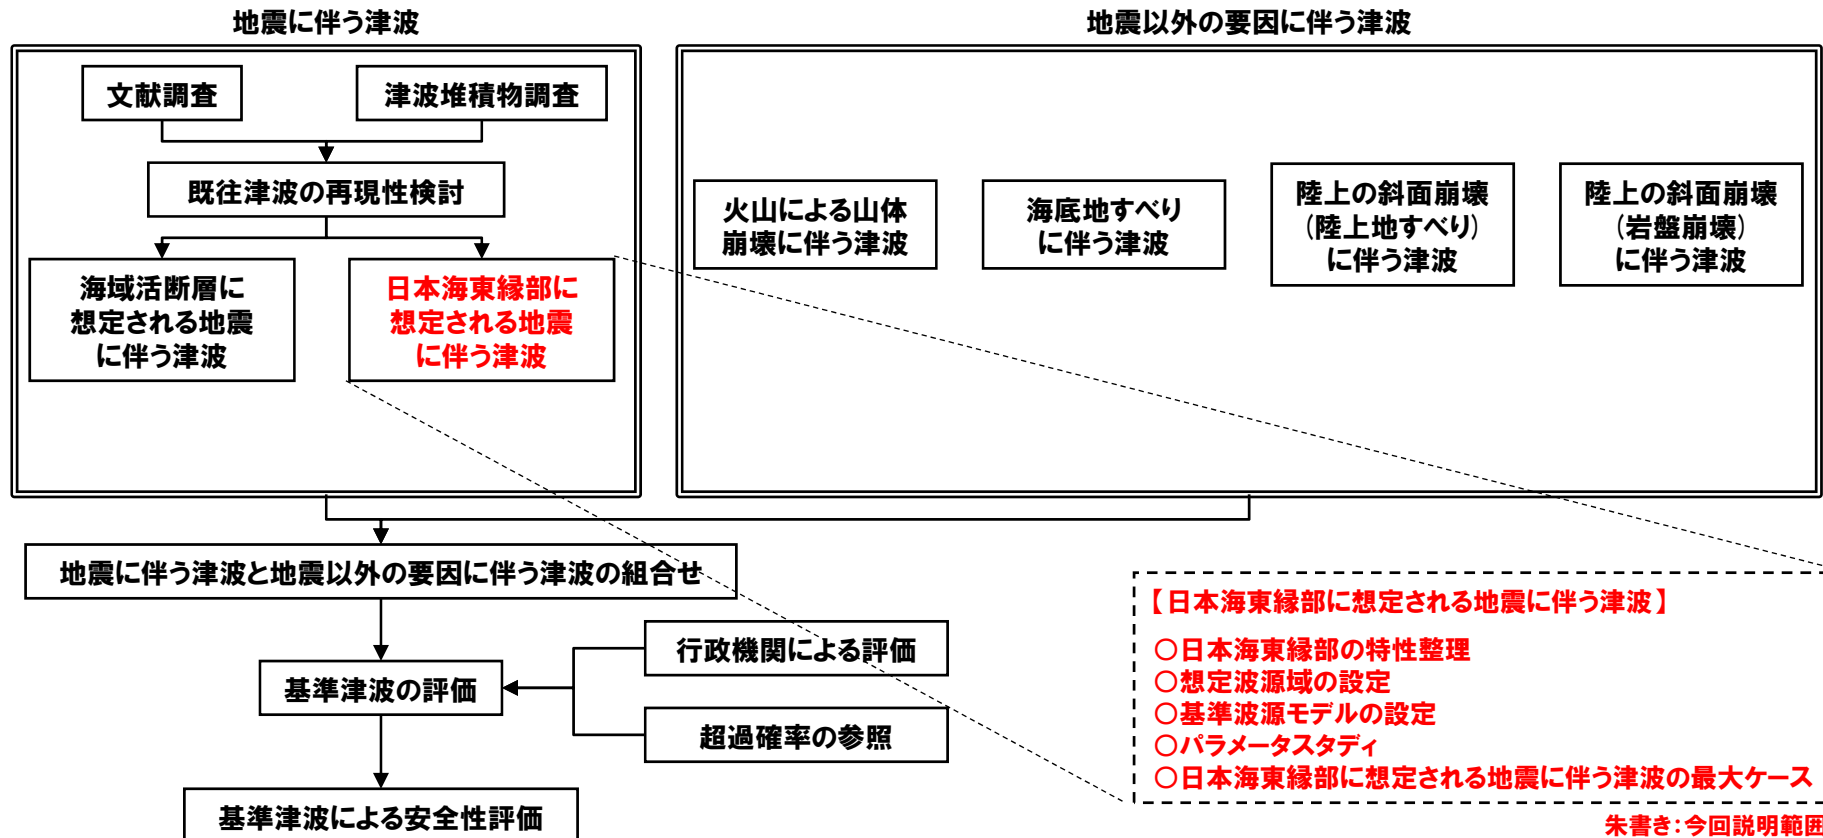 地震に伴う津波
文献調査
津波堆積物調査
既往津波の再現性検討
海域活断層に
想定される地震
に伴う津波
日本海東縁部に
想定される地震
に伴う津波
地震以外の要因に伴う津波
火山による山体
崩壊に伴う津波
海底地すべり
に伴う津波
陸上の斜面崩壊
(陸上地すべり)
に伴う津波
陸上の斜面崩壊
(岩盤崩壊)
に伴う津波
地震に伴う津波と地震以外の要因に伴う津波の組合せ
行政機関による評価
基準津波の評価
超過確率の参照
基準津波による安全性評価
【日本海東縁部に想定される地震に伴う津波】
○日本海東縁部の特性整理
○想定波源域の設定
○基準波源モデルの設定
○パラメータスタディ
○日本海東縁部に想定される地震に伴う津波の最大ケース
朱書き:今回説明範囲